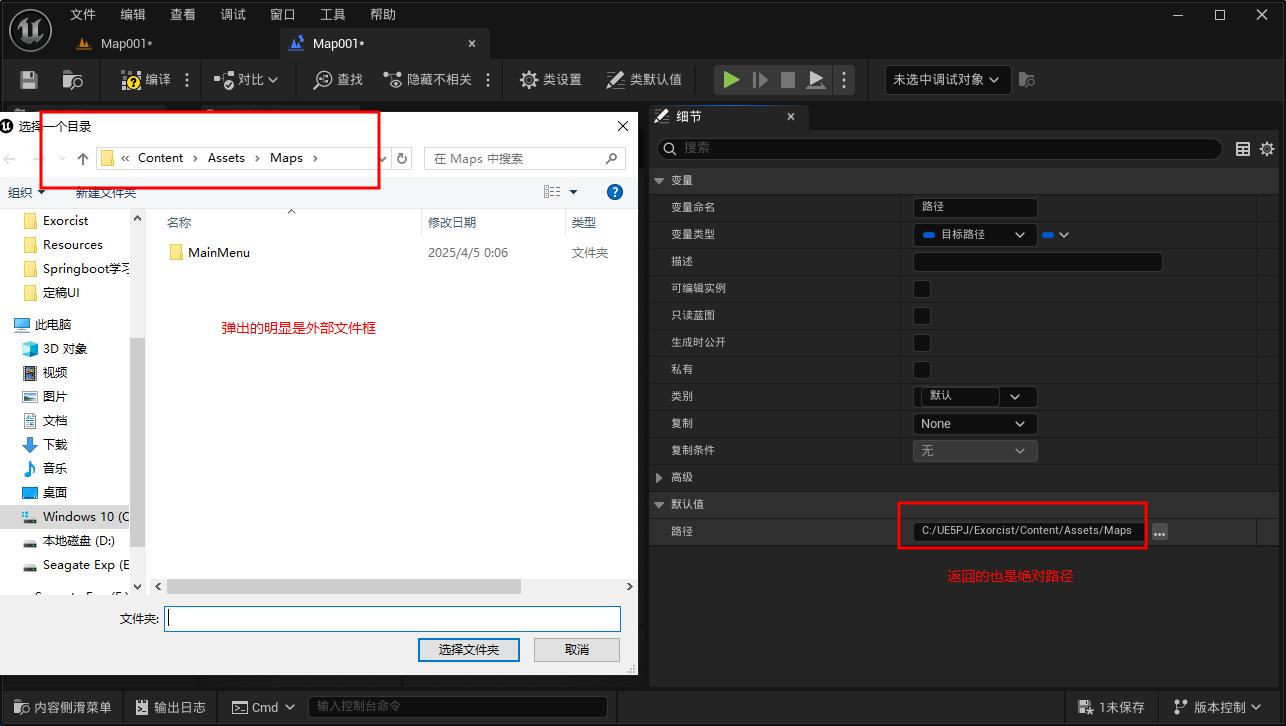 文件 编辑 查看 调试 窗口 工具 帮助
Map001* Map001*
编译 对比 查找 隐藏不相关 类设置 类默认值 未选中调试对象
选择一个目录
« Content › Assets › Maps ›
在 Maps 中搜索
组织 新建文件夹
名称 修改日期 类型
MainMenu 2025/4/5 0:06 文件夹
Exorcist
Resources
Springboot学习
定稿UI
此电脑
3D 对象
视频
图片
文档
下载
音乐
桌面
Windows 10 (C
本地磁盘 (D:)
Seagate Exp (E
弹出的明显是外部文件框
文件夹:
选择文件夹 取消
细节
搜索
变量
变量命名 路径
变量类型 目标路径
描述
可编辑实例
只读蓝图
生成时公开
私有
类别 默认
复制 None
复制条件 无
高级
默认值
路径 C:/UE5PJ/Exorcist/Content/Assets/Maps ...
返回的也是绝对路径
内容侧滑菜单 输出日志 Cmd 输入控制台命令 1未保存 版本控制